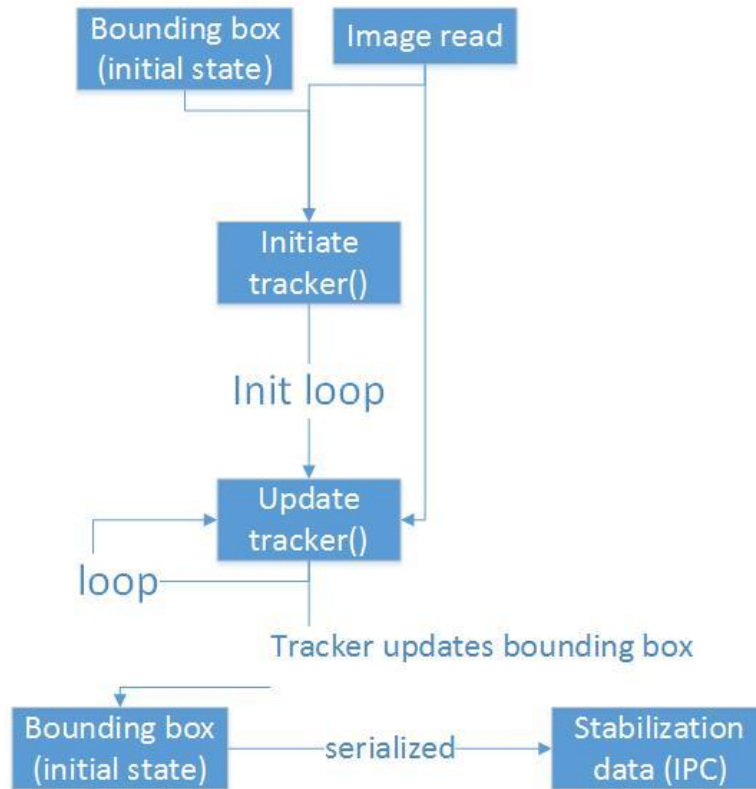 Bounding box
(initial state)
Image read
Initiate
tracker()
Init loop
Update
tracker()
loop
Tracker updates bounding box
Bounding box
(initial state)
serialized
Stabilization
data (IPC)